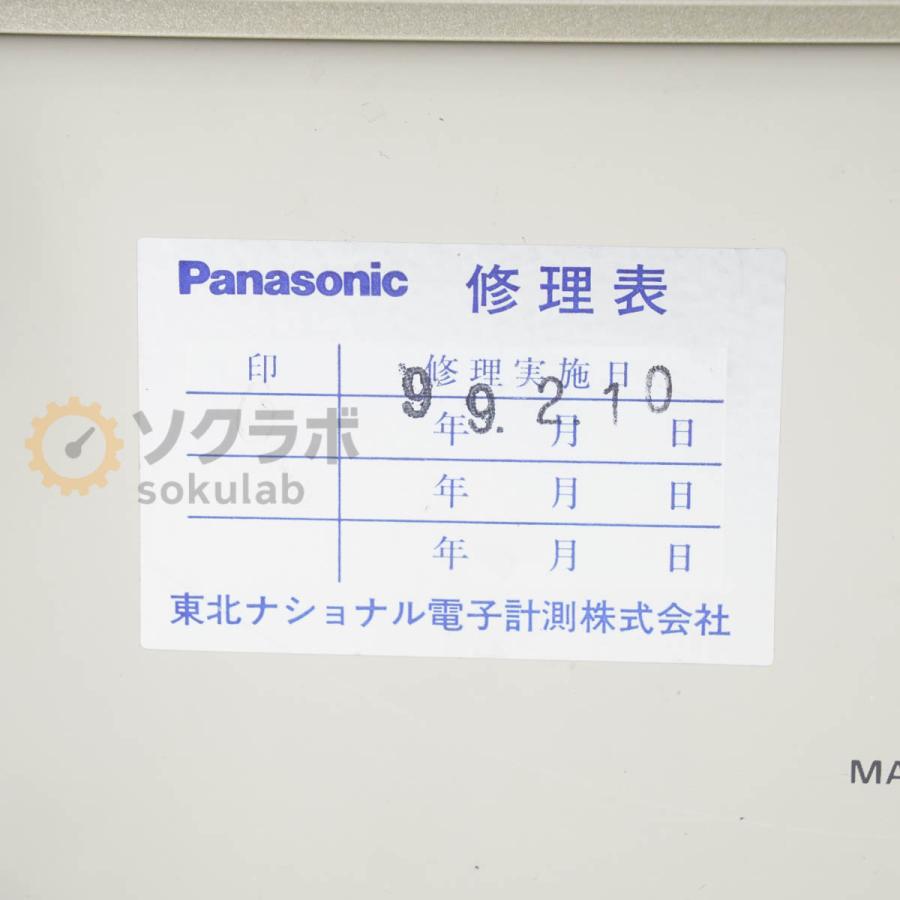 Panasonic 修理表
印 修理実施日
99.2.10
年 月 日
年 月 日
年 月 日
東北ナショナル電子計測株式会社
ソクラボ
sokulab
MA